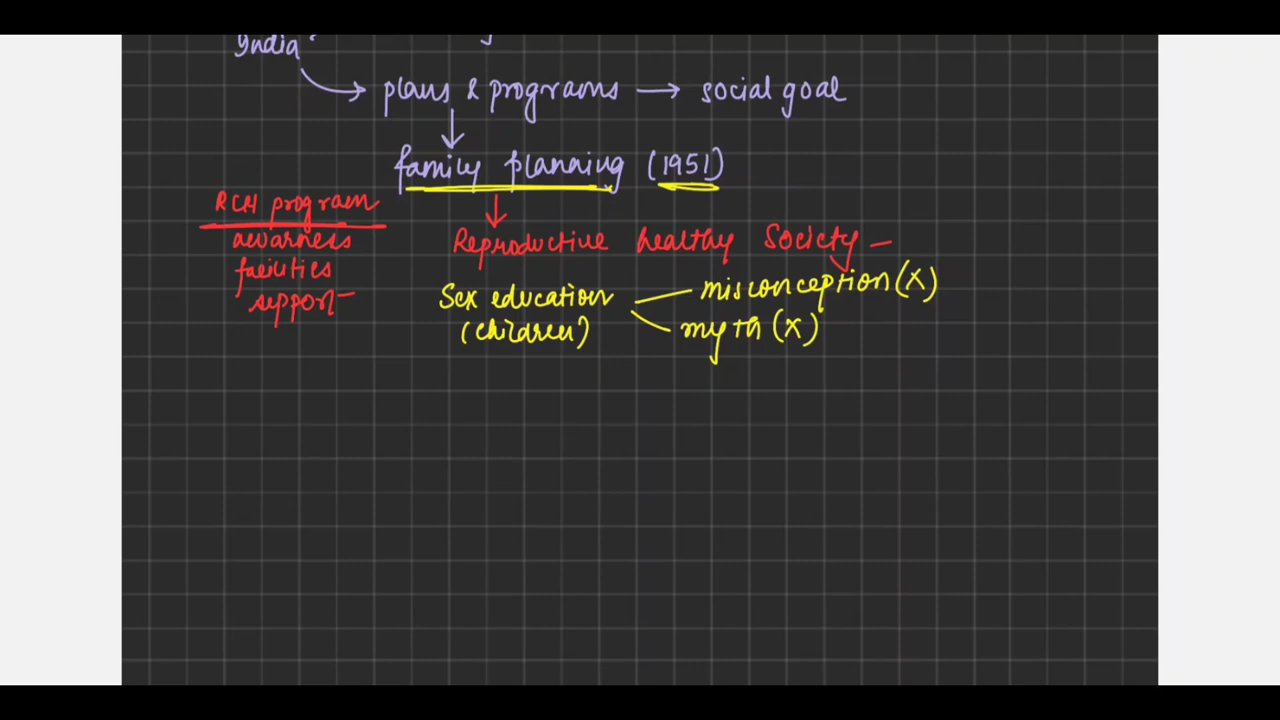 India
plans & programs → social goal
family planning (1951)
RCH program
awarness
facilities
support
Reproductive healthy Society
Sex education
(children)
misconception (X)
myth (X)